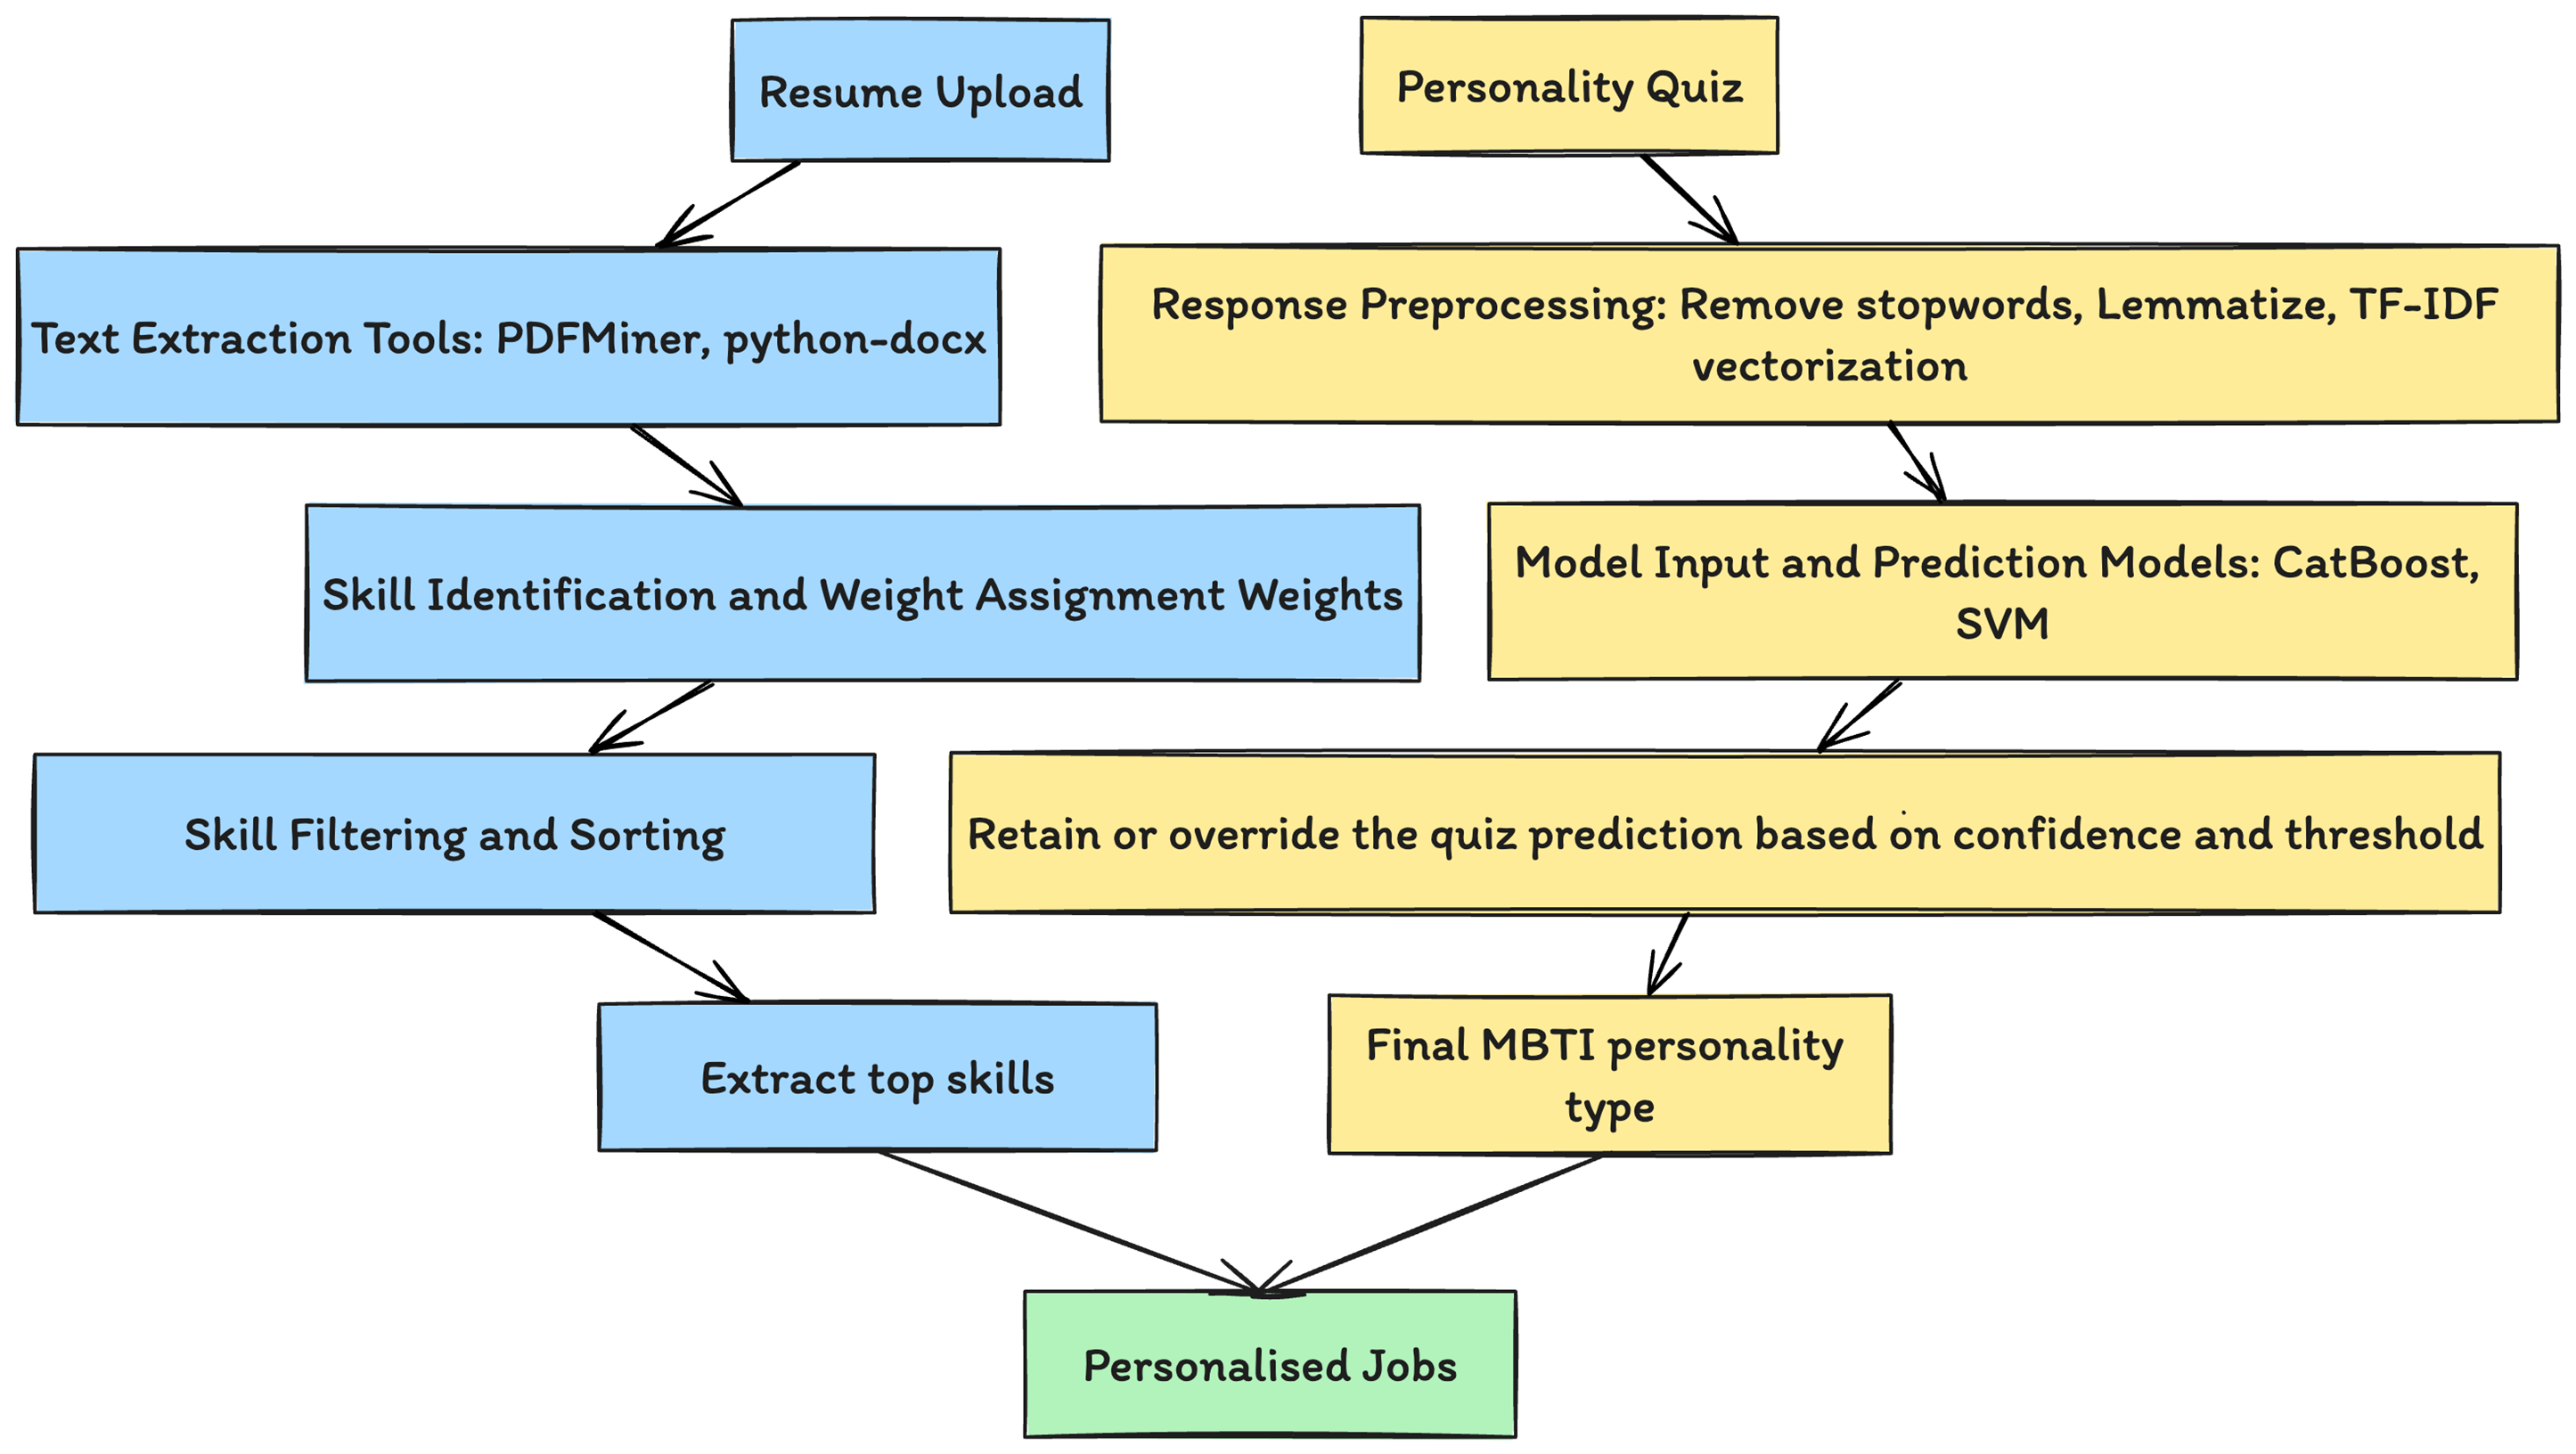 Resume Upload
Personality Quiz
Text Extraction Tools: PDFMiner, python-docx
Response Preprocessing: Remove stopwords, Lemmatize, TF-IDF
vectorization
Skill Identification and Weight Assignment Weights
Model Input and Prediction Models: CatBoost,
SVM
Skill Filtering and Sorting
Retain or override the quiz prediction based on confidence and threshold
Extract top skills
Final MBTI personality
type
Personalised Jobs